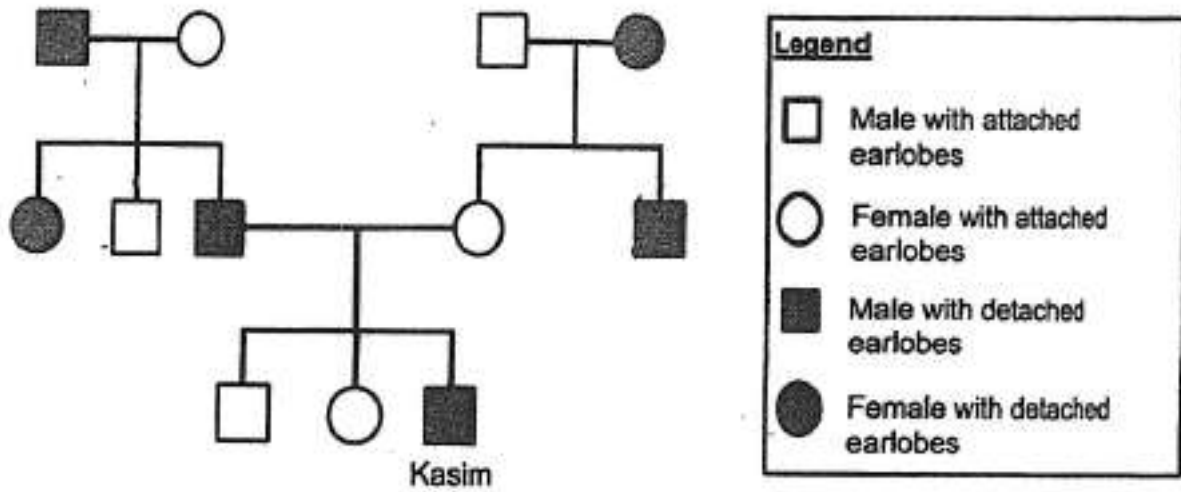 Legend
Male with attached
earlobes
Female with attached
earlobes
Male with detached
earlobes
Female with detached
earlobes
Kasim